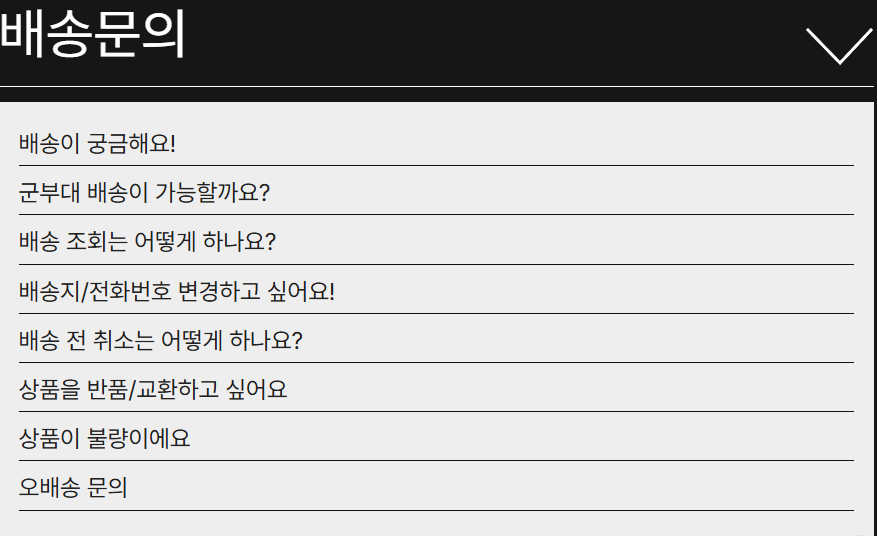 배송문의
배송이 궁금해요!
군부대 배송이 가능할까요?
배송 조회는 어떻게 하나요?
배송지/전화번호 변경하고 싶어요!
배송 전 취소는 어떻게 하나요?
상품을 반품/교환하고 싶어요
상품이 불량이에요
오배송 문의